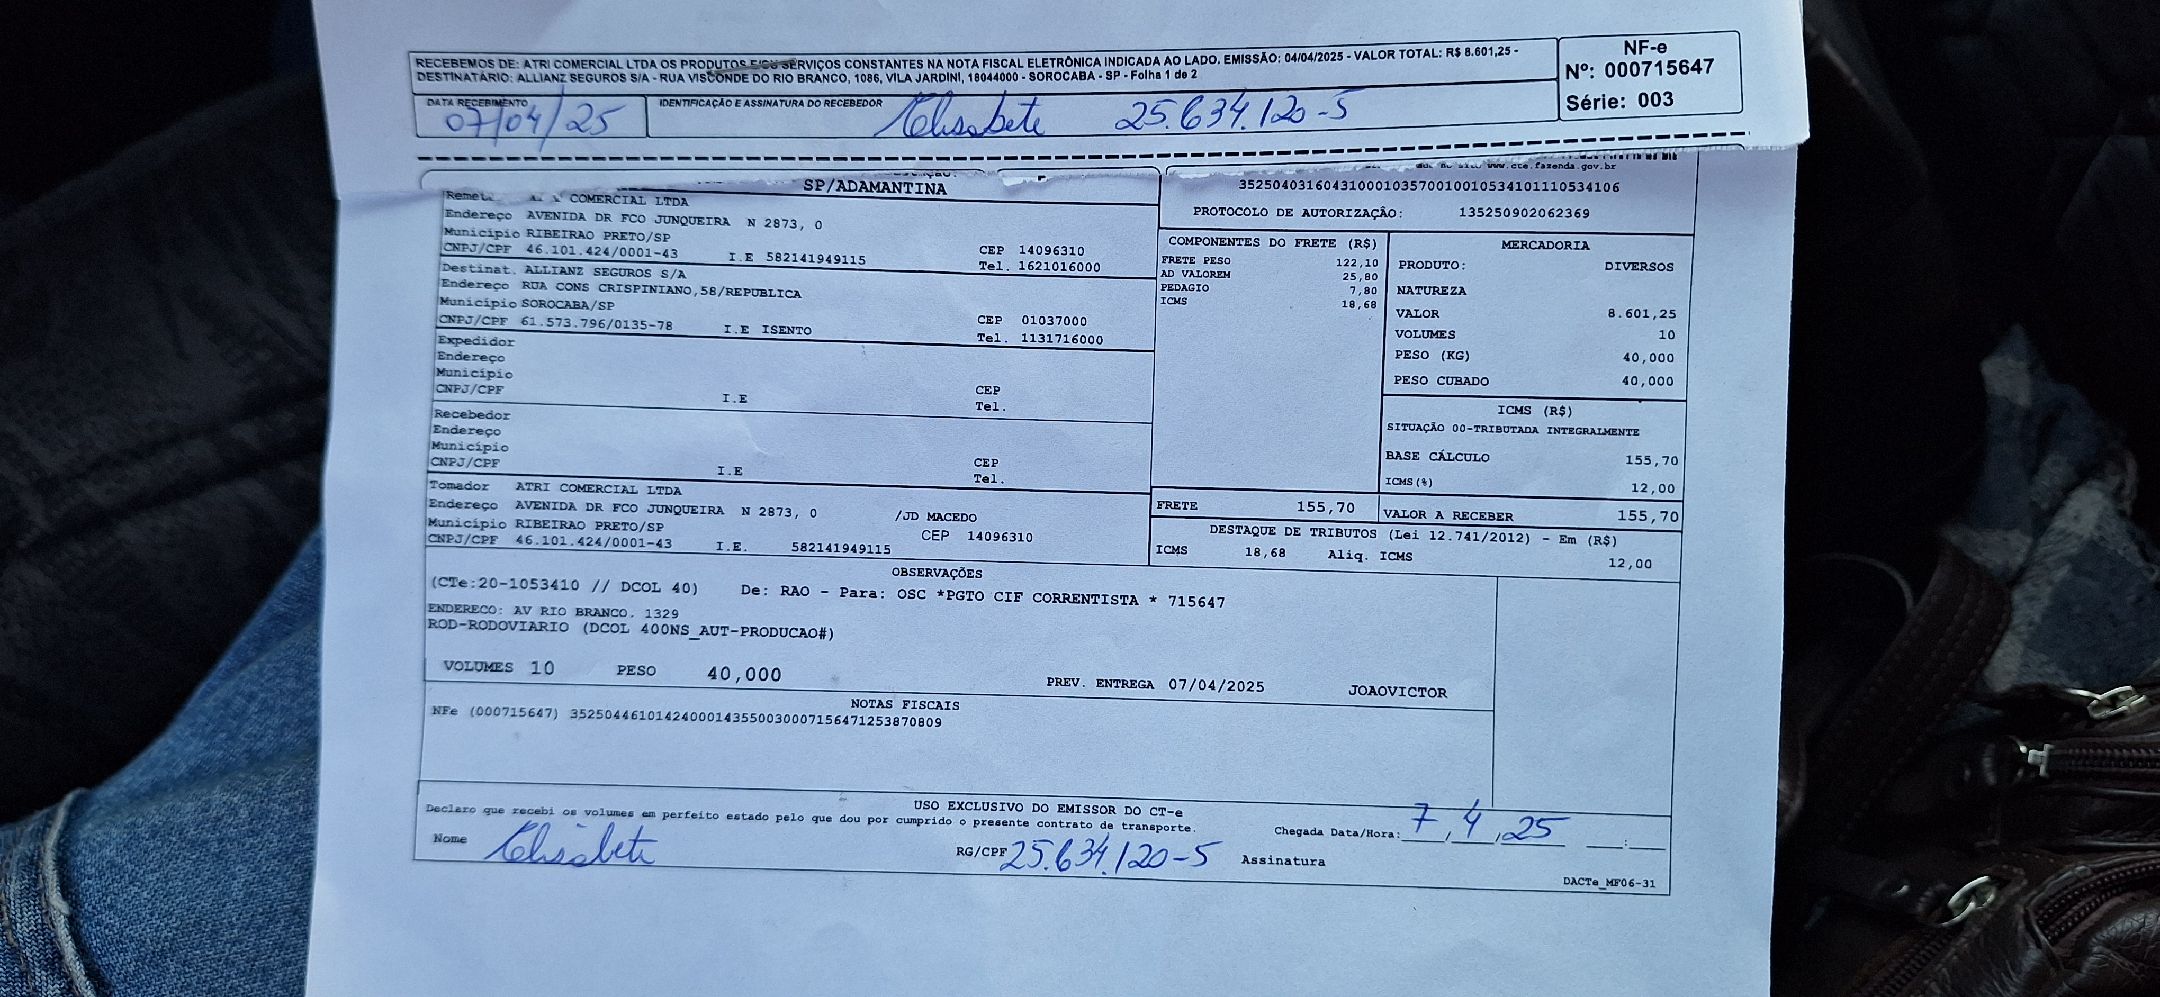 RECEBEMOS DE: ATRI COMERCIAL LTDA OS PRODUTOS E/OU SERVIÇOS CONSTANTES NA NOTA FISCAL ELETRÔNICA INDICADA AO LADO. EMISSÃO: 04/04/2025 - VALOR TOTAL: R$ 8.601,25 -
DESTINATÁRIO: ALLIANZ SEGUROS S/A - RUA VISCONDE DO RIO BRANCO, 1086, VILA JARDINI, 18044000 - SOROCABA - SP - Folha 1 de 2
NF-e
Nº: 000715647
Série: 003
DATA RECEBIMENTO
07/04/25
IDENTIFICAÇÃO E ASSINATURA DO RECEBEDOR
Elisabete 25.634.120-5
www.cte.fazenda.gov.br
SP/ADAMANTINA
35250403160431000103570010010534101110534106
PROTOCOLO DE AUTORIZAÇÃO: 135250902062369
COMERCIAL LTDA
Endereço AVENIDA DR FCO JUNQUEIRA N 2873, 0
Município RIBEIRAO PRETO/SP
CNPJ/CPF 46.101.424/0001-43 I.E 582141949115
CEP 14096310
Tel. 1621016000
Destinat. ALLIANZ SEGUROS S/A
Endereço RUA CONS CRISPINIANO,58/REPUBLICA
Município SOROCABA/SP
CNPJ/CPF 61.573.796/0135-78 I.E ISENTO
CEP 01037000
Tel. 1131716000
Expedidor
Endereço
Município
CNPJ/CPF I.E
CEP
Tel.
Recebedor
Endereço
Município
CNPJ/CPF I.E
CEP
Tel.
Tomador ATRI COMERCIAL LTDA
Endereço AVENIDA DR FCO JUNQUEIRA N 2873, 0 /JD MACEDO
Município RIBEIRAO PRETO/SP CEP 14096310
CNPJ/CPF 46.101.424/0001-43 I.E. 582141949115
COMPONENTES DO FRETE (R$)
FRETE PESO 122,10
AD VALOREM 25,80
PEDAGIO 7,80
ICMS 18,68
MERCADORIA
PRODUTO: DIVERSOS
NATUREZA
VALOR 8.601,25
VOLUMES 10
PESO (KG) 40,000
PESO CUBADO 40,000
ICMS (R$)
SITUAÇÃO 00-TRIBUTADA INTEGRALMENTE
BASE CÁLCULO 155,70
ICMS(%) 12,00
FRETE 155,70
VALOR A RECEBER 155,70
DESTAQUE DE TRIBUTOS (Lei 12.741/2012) - Em (R$)
ICMS 18,68 Aliq. ICMS 12,00
OBSERVAÇÕES
(CTe:20-1053410 // DCOL 40) De: RAO - Para: OSC *PGTO CIF CORRENTISTA * 715647
ENDERECO: AV RIO BRANCO, 1329
ROD-RODOVIARIO (DCOL 400NS_AUT-PRODUCAO#)
VOLUMES 10 PESO 40,000
PREV. ENTREGA 07/04/2025 JOAOVICTOR
NOTAS FISCAIS
NFe (000715647) 35250446101424000143550030007156471253870809
USO EXCLUSIVO DO EMISSOR DO CT-e
Declaro que recebi os volumes em perfeito estado pelo que dou por cumprido o presente contrato de transporte.
Chegada Data/Hora: 7, 4, 25 :
Nome Elisabete RG/CPF 25.634.120-5 Assinatura
DACTe_MF06-31